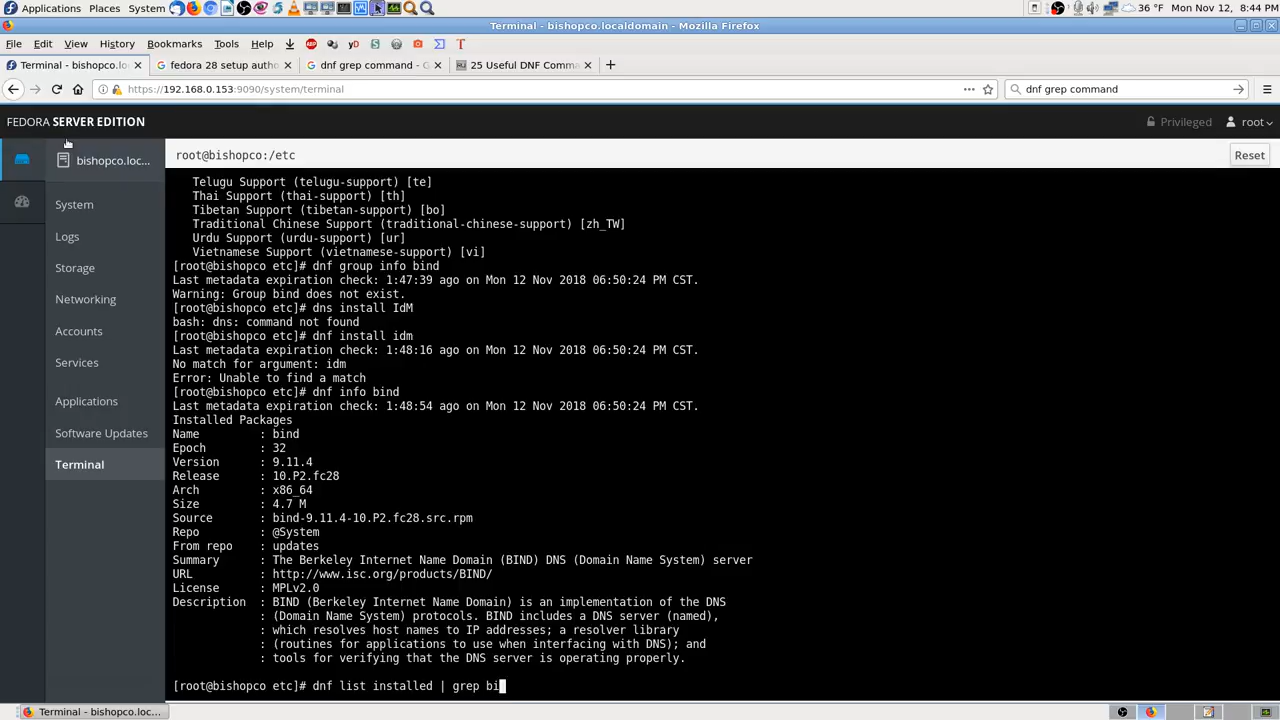 Applications Places System 36 °F Mon Nov 12, 8:44 PM
Terminal - bishopco.localdomain - Mozilla Firefox
File Edit View History Bookmarks Tools Help
Terminal - bishopco.lo fedora 28 setup autho dnf grep command - G 25 Useful DNF Comma
https://192.168.0.153:9090/system/terminal dnf grep command
FEDORA SERVER EDITION Privileged root
bishopco.loc... root@bishopco:/etc Reset
System
Logs
Storage
Networking
Accounts
Services
Applications
Software Updates
Terminal
Telugu Support (telugu-support) [te]
Thai Support (thai-support) [th]
Tibetan Support (tibetan-support) [bo]
Traditional Chinese Support (traditional-chinese-support) [zh_TW]
Urdu Support (urdu-support) [ur]
Vietnamese Support (vietnamese-support) [vi]
[root@bishopco etc]# dnf group info bind
Last metadata expiration check: 1:47:39 ago on Mon 12 Nov 2018 06:50:24 PM CST.
Warning: Group bind does not exist.
[root@bishopco etc]# dns install IdM
bash: dns: command not found
[root@bishopco etc]# dnf install idm
Last metadata expiration check: 1:48:16 ago on Mon 12 Nov 2018 06:50:24 PM CST.
No match for argument: idm
Error: Unable to find a match
[root@bishopco etc]# dnf info bind
Last metadata expiration check: 1:48:54 ago on Mon 12 Nov 2018 06:50:24 PM CST.
Installed Packages
Name : bind
Epoch : 32
Version : 9.11.4
Release : 10.P2.fc28
Arch : x86_64
Size : 4.7 M
Source : bind-9.11.4-10.P2.fc28.src.rpm
Repo : @System
From repo : updates
Summary : The Berkeley Internet Name Domain (BIND) DNS (Domain Name System) server
URL : http://www.isc.org/products/BIND/
License : MPLv2.0
Description : BIND (Berkeley Internet Name Domain) is an implementation of the DNS
: (Domain Name System) protocols. BIND includes a DNS server (named),
: which resolves host names to IP addresses; a resolver library
: (routines for applications to use when interfacing with DNS); and
: tools for verifying that the DNS server is operating properly.
[root@bishopco etc]# dnf list installed | grep bi
Terminal - bishopco.loc...